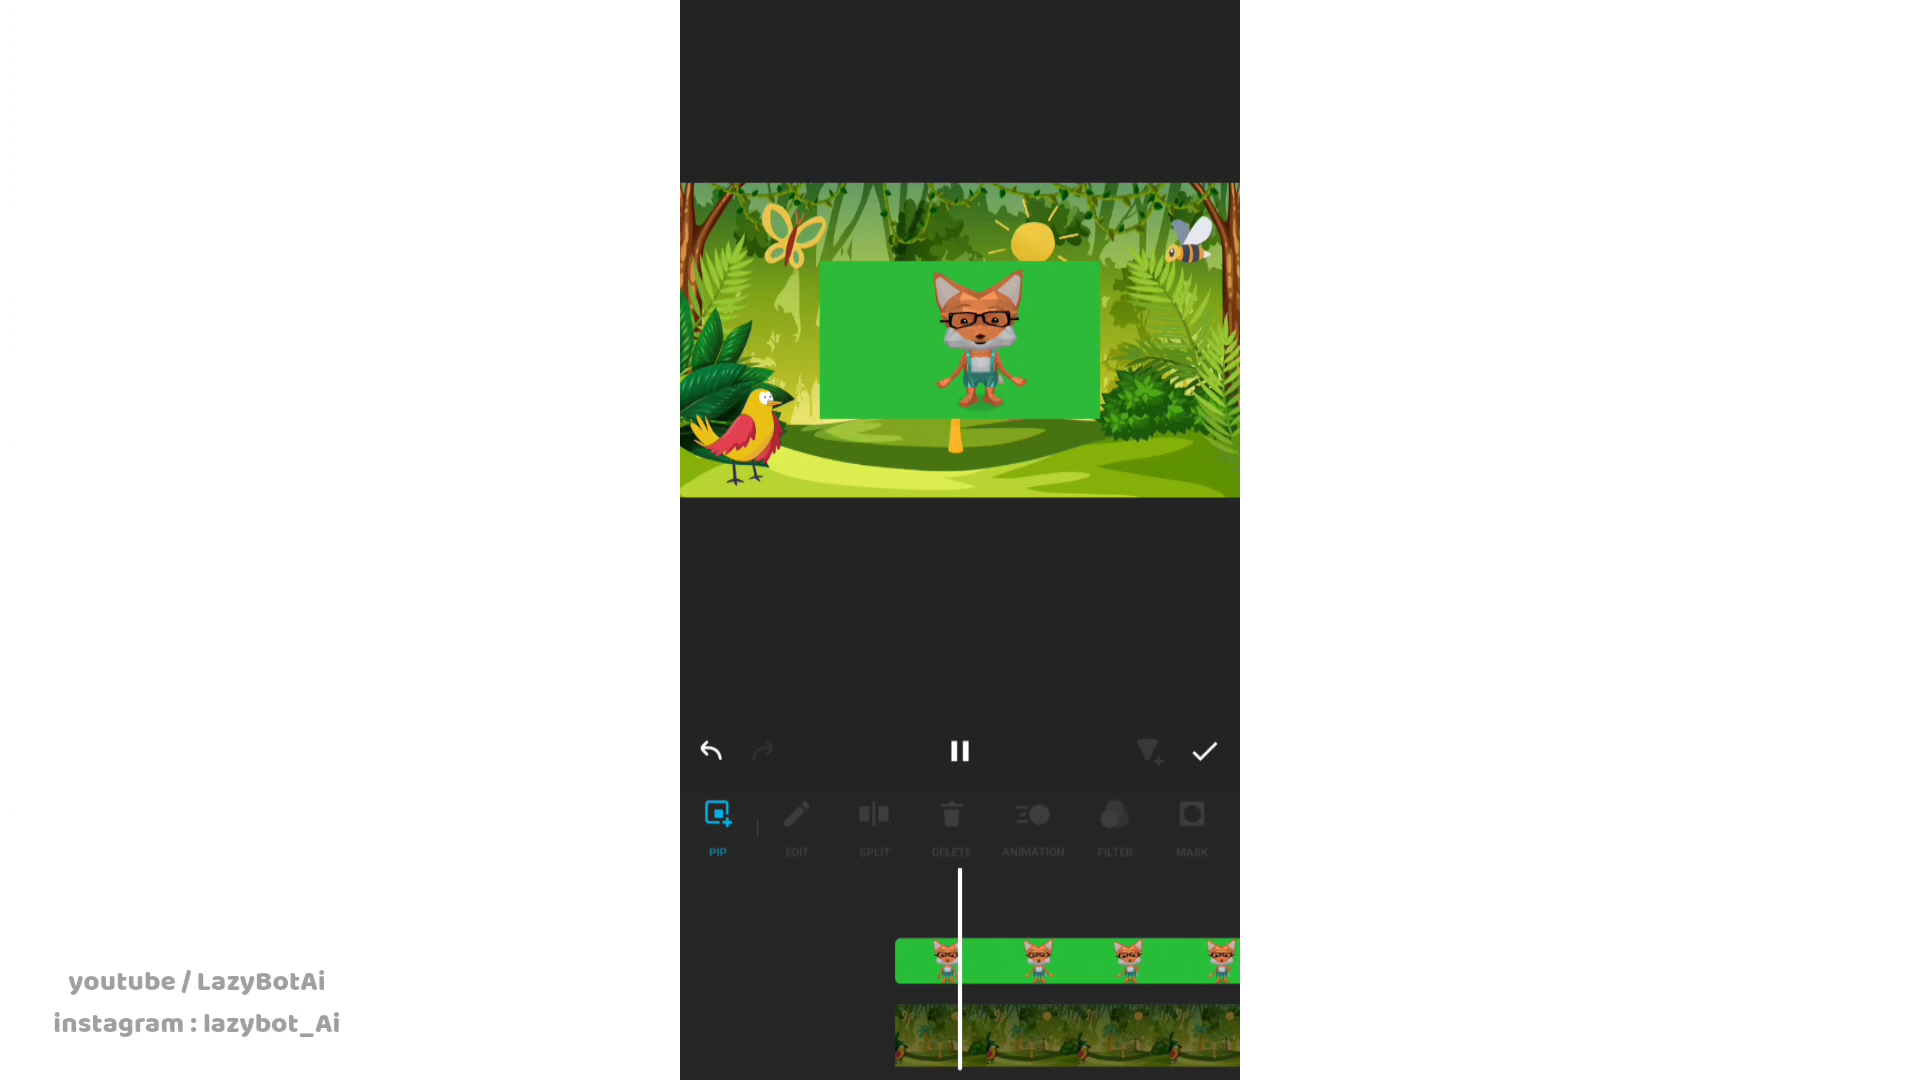 PIP
EDIT
SPLIT
DELETE
ANIMATION
FILTER
MASK
youtube / LazyBotAi
instagram : lazybot_Ai